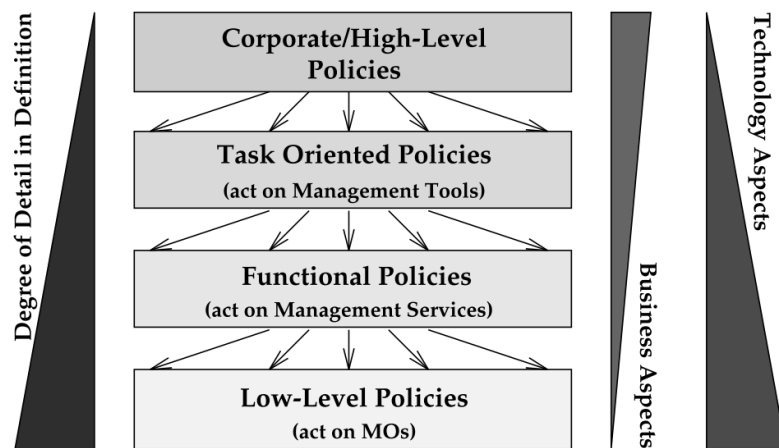 Corporate/High-Level
Policies
Task Oriented Policies
(act on Management Tools)
Functional Policies
(act on Management Services)
Low-Level Policies
(act on MOs)
Degree of Detail in Definition
Business Aspects
Technology Aspects